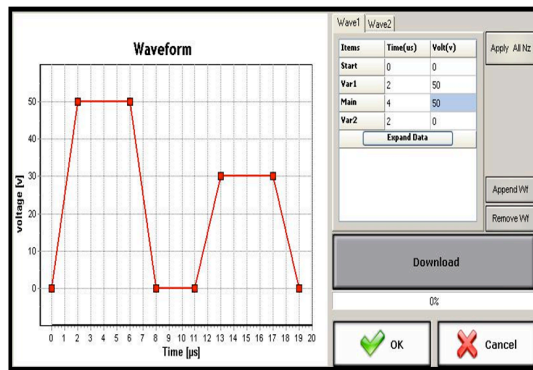 Waveform
voltage [v]
50
40
30
20
10
0
0 1 2 3 4 5 6 7 8 9 10 11 12 13 14 15 16 17 18 19 20
Time [µs]
Wave1 Wave2
Items Time(us) Volt(v)
Start 0 0
Var1 2 50
Main 4 50
Var2 2 0
Expand Data
Apply All Nz
Append Wf
Remove Wf
Download
0%
OK Cancel